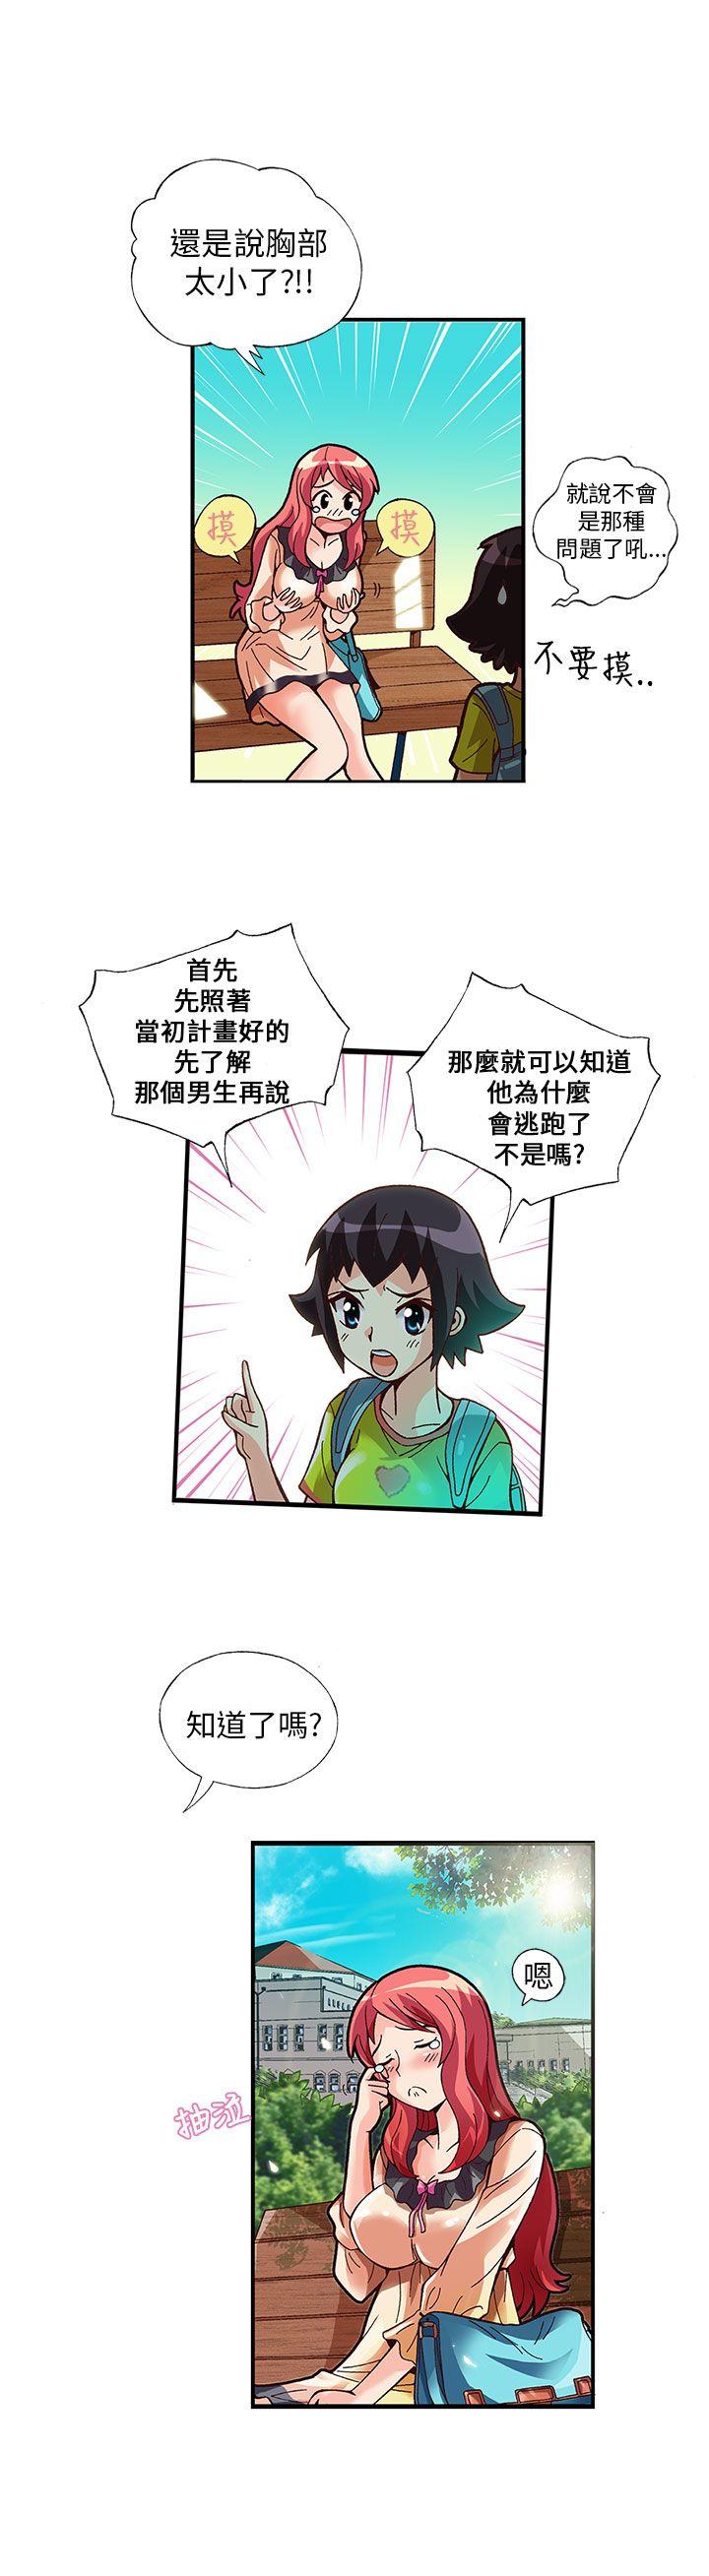 還是說胸部
太小了?!!
摸
摸
就說不會
是那種
問題了吼...
不要摸..
首先
先照著
當初計畫好的
先了解
那個男生再說
那麼就可以知道
他為什麼
會逃跑了
不是嗎?
知道了嗎?
嗯
抽泣